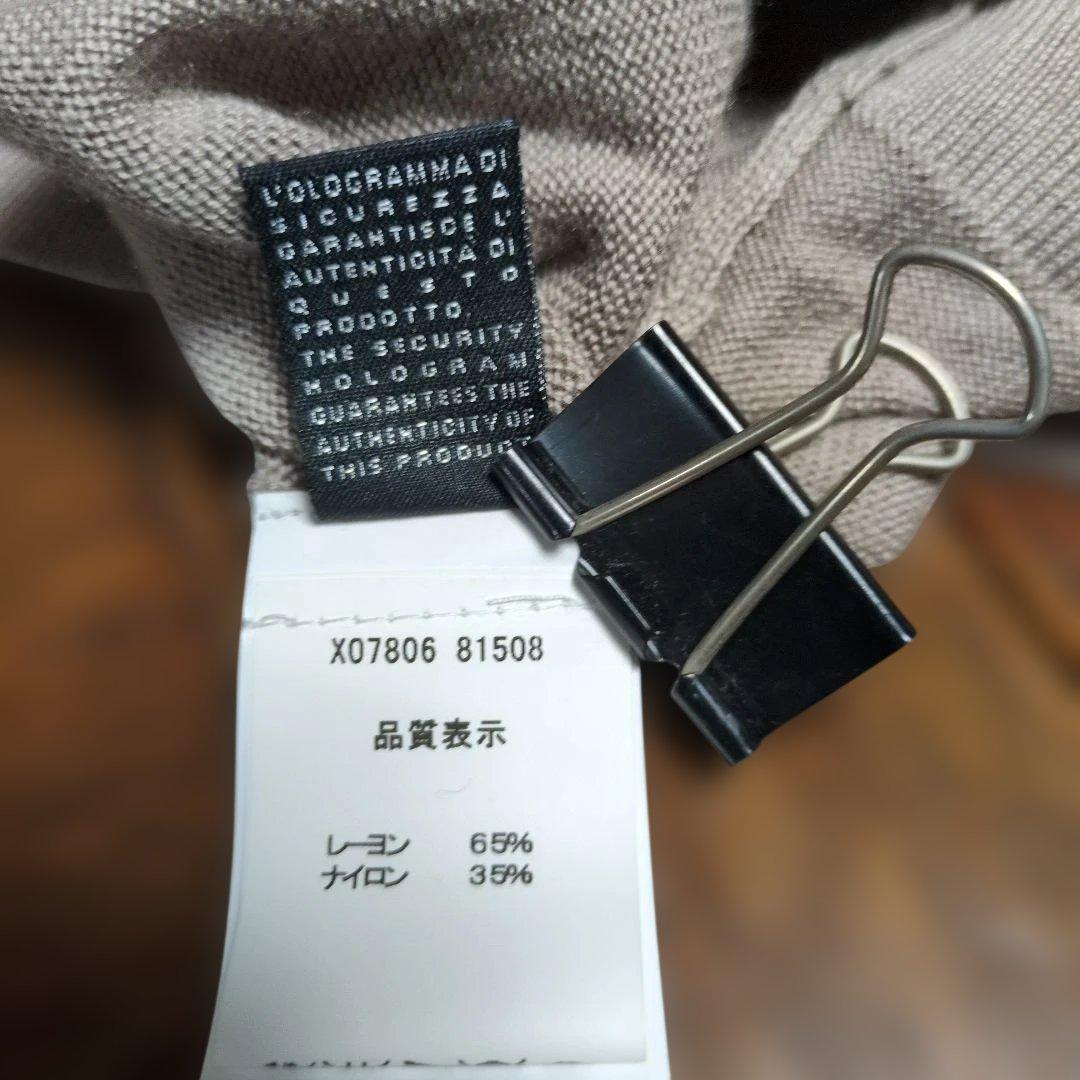 L'OLOGRAMMA DI
SICUREZZA
GARANTISCE L'
AUTENTICITÀ DI
QUESTO
PRODOTTO.
THE SECURITY
HOLOGRAM
GUARANTEES THE
AUTHENTICITY OF
THIS PRODUCT
X07806 81508
品質表示
レーヨン 65%
ナイロン 35%